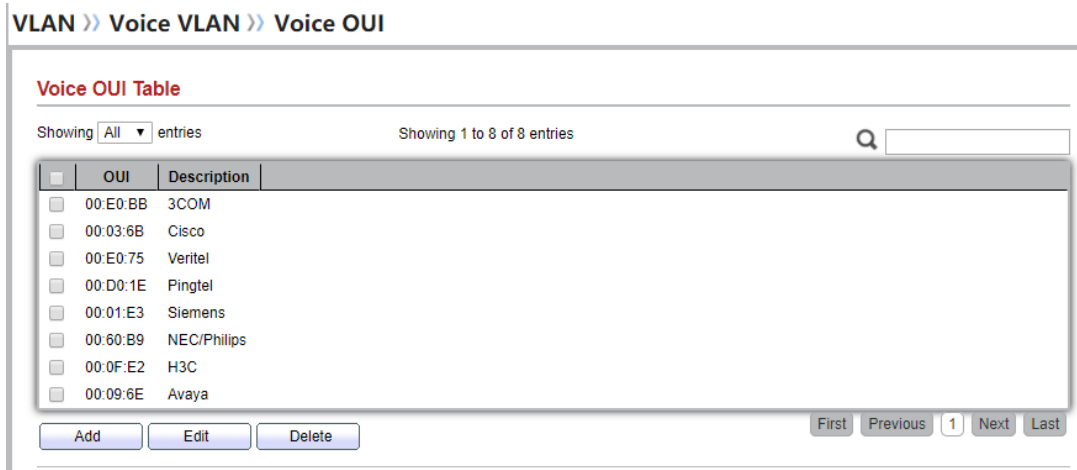 VLAN 》 Voice VLAN 》 Voice OUI
Voice OUI Table
Showing All ▼ entries Showing 1 to 8 of 8 entries
OUI Description
00:E0:BB 3COM
00:03:6B Cisco
00:E0:75 Veritel
00:D0:1E Pingtel
00:01:E3 Siemens
00:60:B9 NEC/Philips
00:0F:E2 H3C
00:09:6E Avaya
Add Edit Delete First Previous 1 Next Last